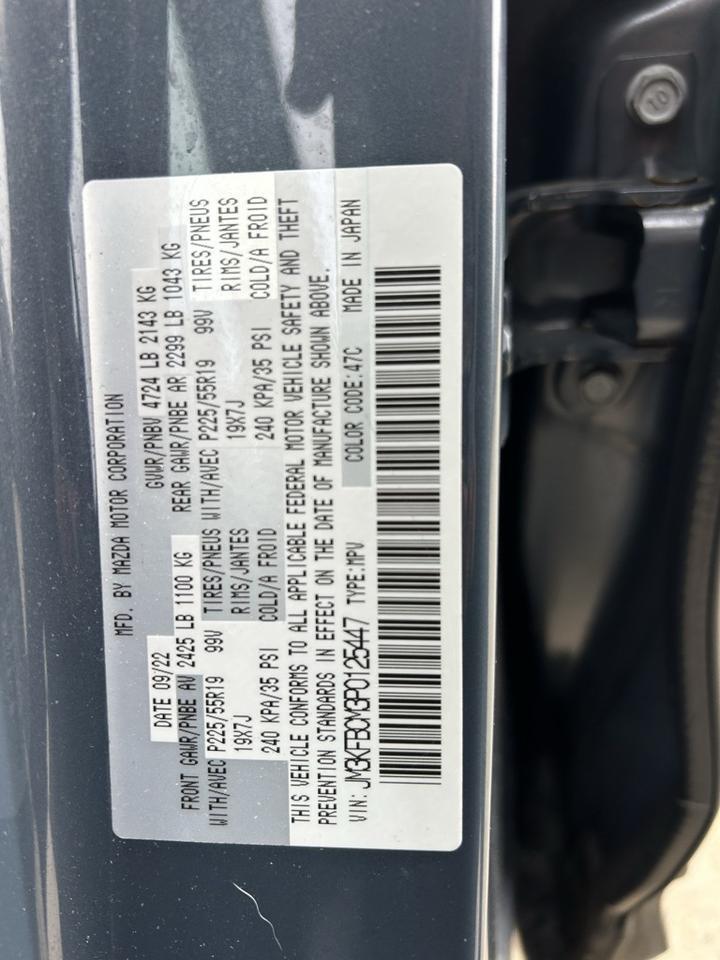 MFD. BY MAZDA MOTOR CORPORATION
DATE 09/22 GVWR/PNBV 4724 LB 2143 KG
FRONT GAWR/PNBE AV 2425 LB 1100 KG REAR GAWR/PNBE AR 2299 LB 1043 KG
WITH/AVEC P225/55R19 99V TIRES/PNEUS WITH/AVEC P225/55R19 99V TIRES/PNEUS
19X7J RIMS/JANTES 19X7J RIMS/JANTES
240 KPA/35 PSI COLD/A FROID 240 KPA/35 PSI COLD/A FROID
THIS VEHICLE CONFORMS TO ALL APPLICABLE FEDERAL MOTOR VEHICLE SAFETY AND THEFT
PREVENTION STANDARDS IN EFFECT ON THE DATE OF MANUFACTURE SHOWN ABOVE.
VIN: JM3KFBCM3P0125447 TYPE:MPV COLOR CODE:47C MADE IN JAPAN
10